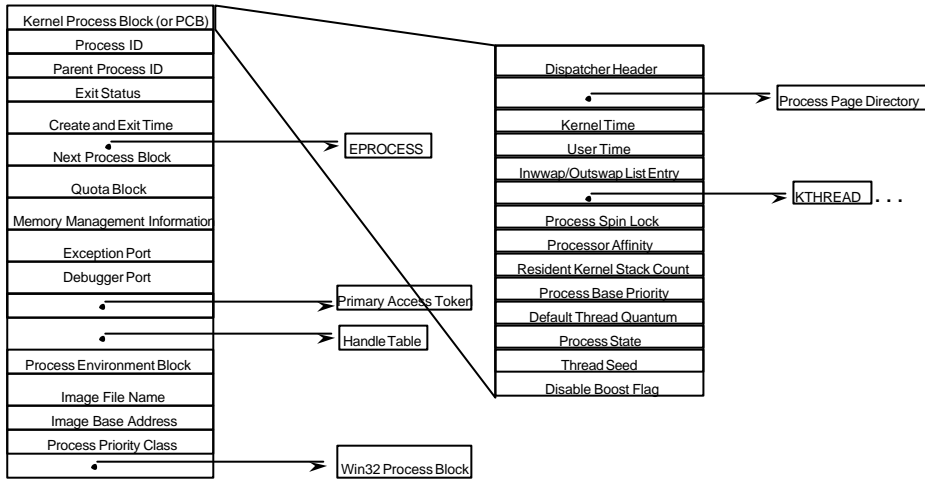 Kernel Process Block (or PCB)
Process ID
Parent Process ID
Exit Status
Create and Exit Time
Next Process Block
EPROCESS
Quota Block
Memory Management Information
Exception Port
Debugger Port
Primary Access Token
Handle Table
Process Environment Block
Image File Name
Image Base Address
Process Priority Class
Win32 Process Block
Dispatcher Header
Process Page Directory
Kernel Time
User Time
Inwwap/Outswap List Entry
KTHREAD . . .
Process Spin Lock
Processor Affinity
Resident Kernel Stack Count
Process Base Priority
Default Thread Quantum
Process State
Thread Seed
Disable Boost Flag